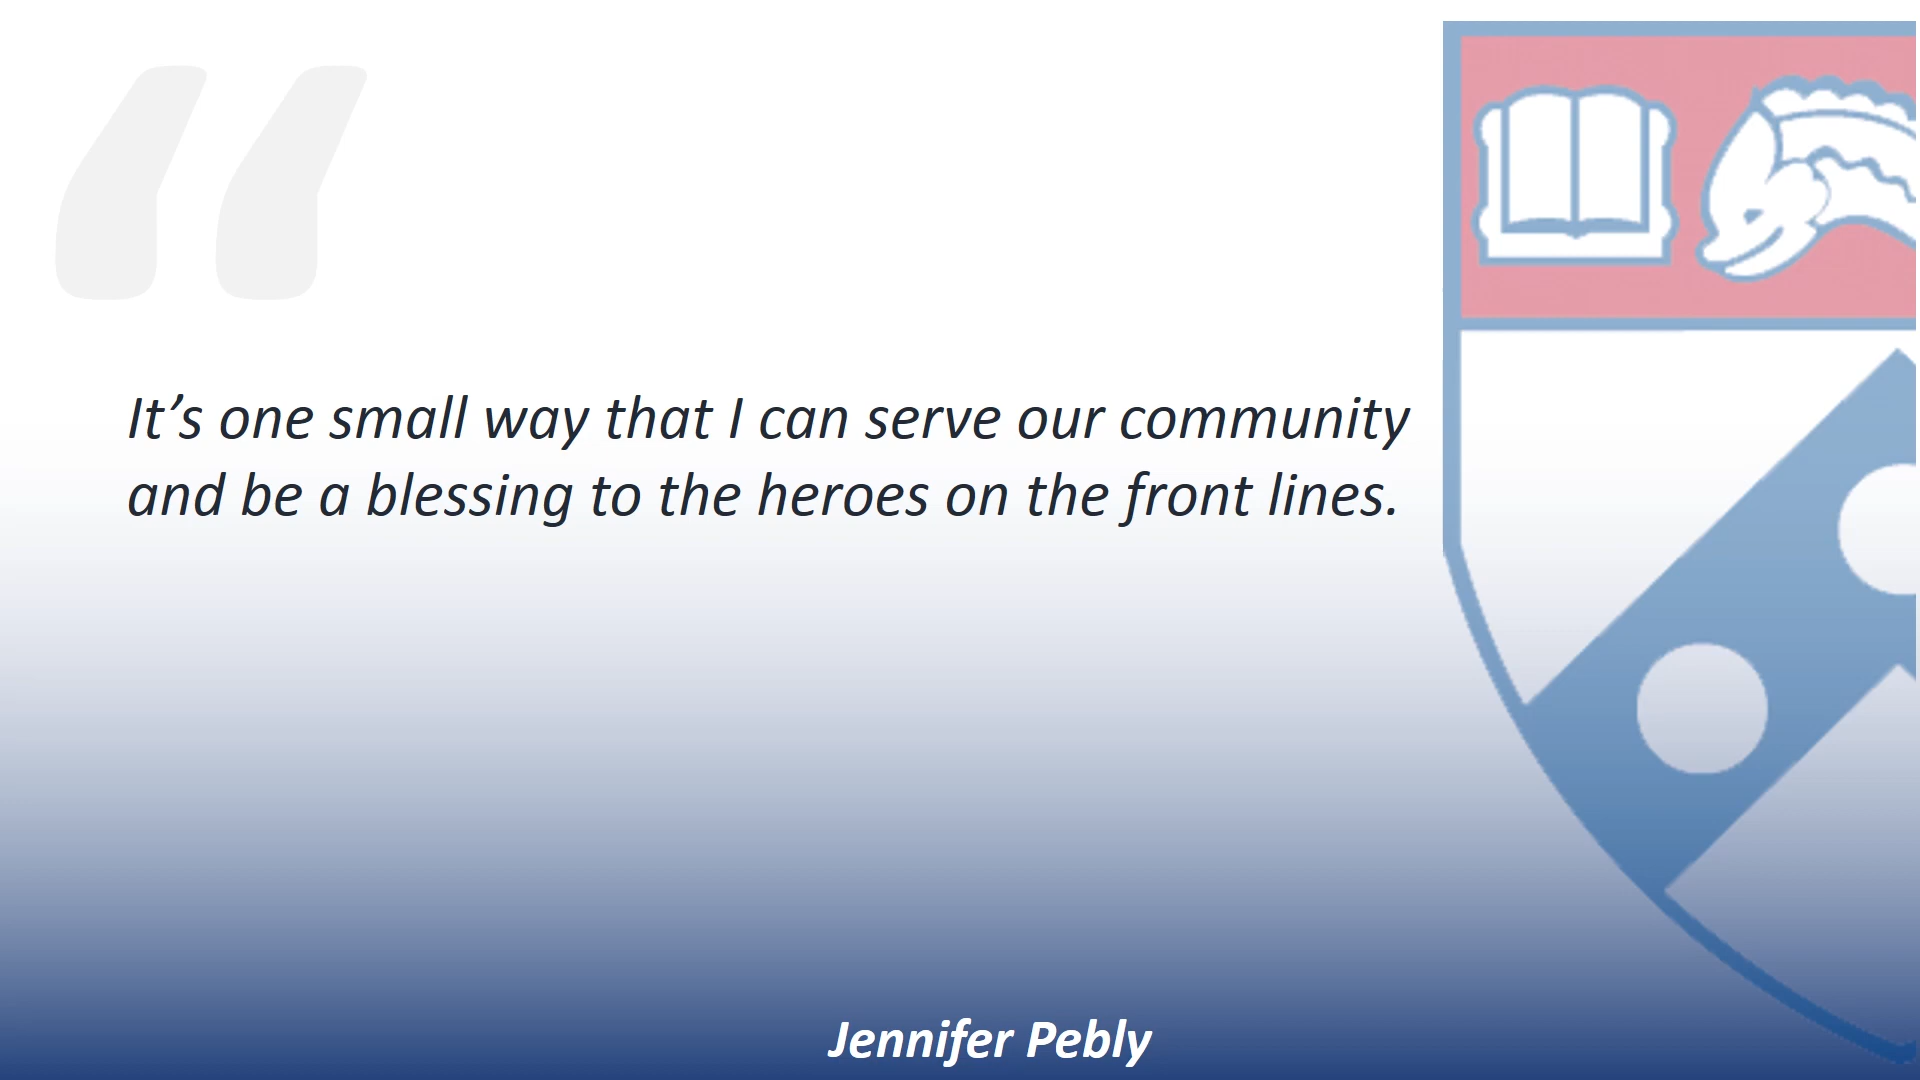 It’s one small way that I can serve our community
and be a blessing to the heroes on the front lines.
Jennifer Pebly